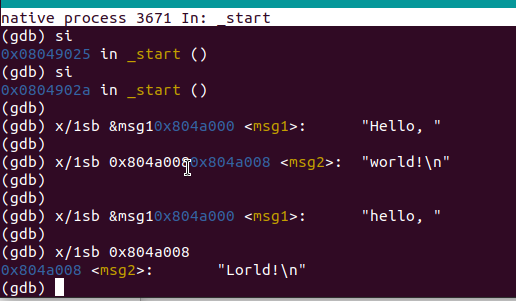 native process 3671 In: _start
(gdb) si
0x08049025 in _start ()
(gdb) si
0x0804902a in _start ()
(gdb)
(gdb) x/1sb &msg10x804a000 <msg1>: "Hello, "
(gdb)
(gdb) x/1sb 0x804a0080x804a008 <msg2>: "world!\n"
(gdb)
(gdb)
(gdb) x/1sb &msg10x804a000 <msg1>: "hello, "
(gdb)
(gdb) x/1sb 0x804a008
0x804a008 <msg2>: "Lorld!\n"
(gdb)